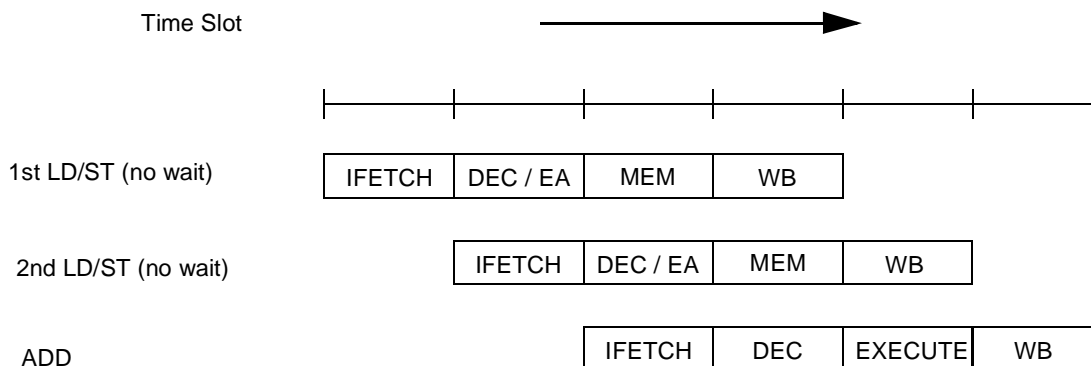 Time Slot
1st LD/ST (no wait) IFETCH DEC / EA MEM WB
2nd LD/ST (no wait) IFETCH DEC / EA MEM WB
ADD IFETCH DEC EXECUTE WB